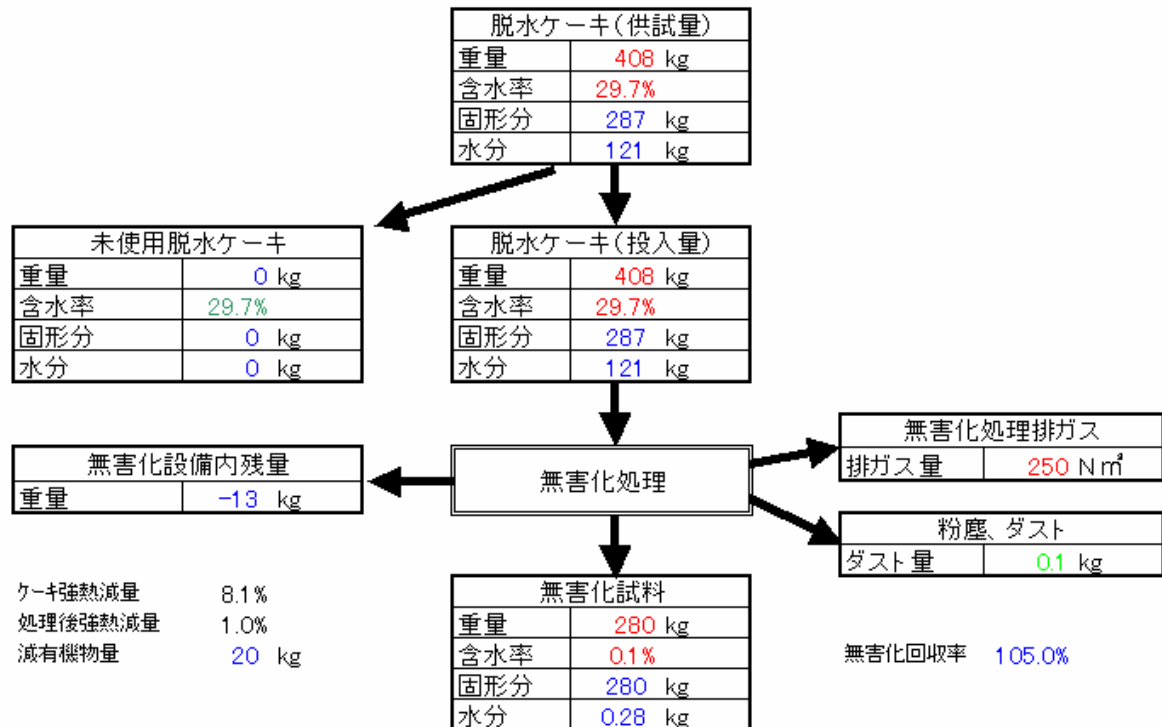 脱水ケーキ(供試量)
重量 408 kg
含水率 29.7%
固形分 287 kg
水分 121 kg
未使用脱水ケーキ
重量 0 kg
含水率 29.7%
固形分 0 kg
水分 0 kg
脱水ケーキ(投入量)
重量 408 kg
含水率 29.7%
固形分 287 kg
水分 121 kg
無害化設備内残量
重量 -13 kg
無害化処理
無害化処理排ガス
排ガス量 250 N㎥
粉塵、ダスト
ダスト量 0.1 kg
ケーキ強熱減量 8.1%
処理後強熱減量 1.0%
減有機物量 20 kg
無害化試料
重量 280 kg
含水率 0.1%
固形分 280 kg
水分 0.28 kg
無害化回収率 105.0%